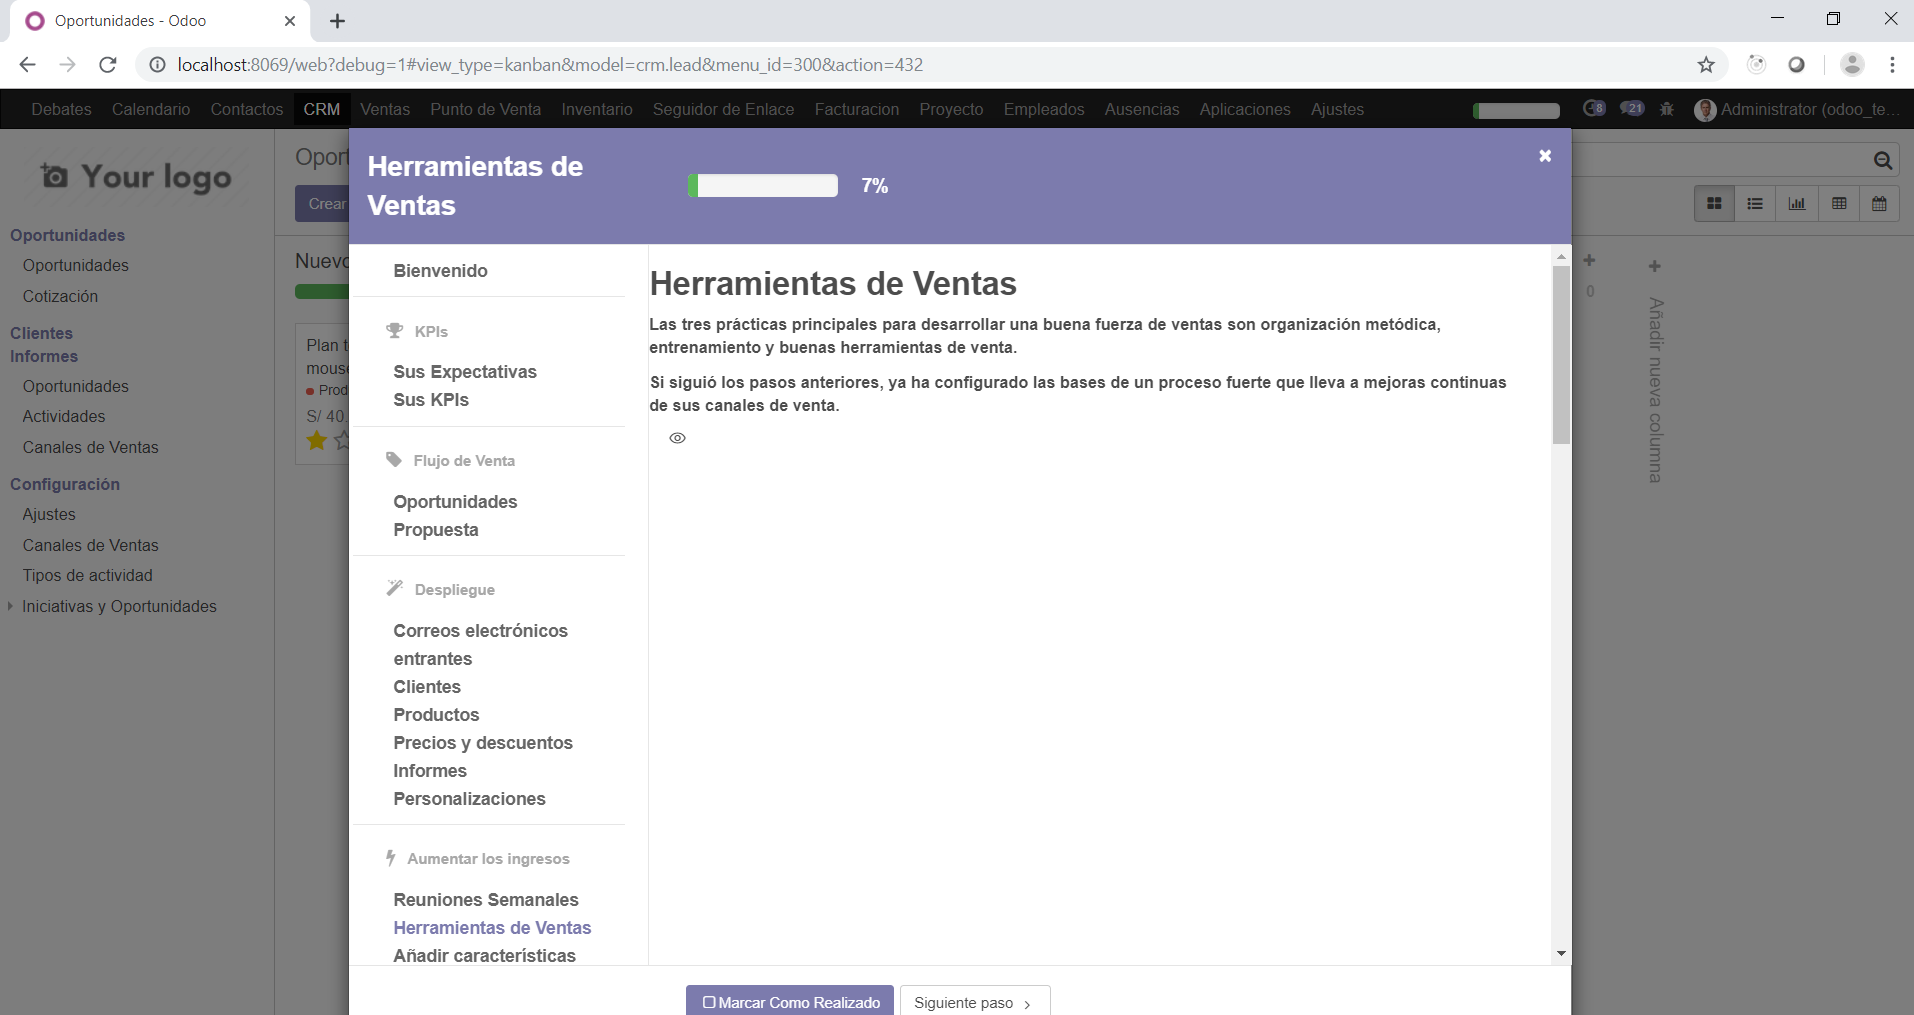 Oportunidades - Odoo
localhost:8069/web?debug=1#view_type=kanban&model=crm.lead&menu_id=300&action=432
Debates Calendario Contactos CRM Ventas Punto de Venta Inventario Seguidor de Enlace Facturacion Proyecto Empleados Ausencias Aplicaciones Ajustes 8 21 Administrator (odoo_te...
Your logo
Oportunidades
Oportunidades
Cotización
Clientes
Informes
Oportunidades
Actividades
Canales de Ventas
Configuración
Ajustes
Canales de Ventas
Tipos de actividad
Iniciativas y Oportunidades
Oport
Crear
Nuevo
Plan t
mouse
Prod
S/ 40.
Herramientas de
Ventas
7%
Bienvenido
KPIs
Sus Expectativas
Sus KPIs
Flujo de Venta
Oportunidades
Propuesta
Despliegue
Correos electrónicos
entrantes
Clientes
Productos
Precios y descuentos
Informes
Personalizaciones
Aumentar los ingresos
Reuniones Semanales
Herramientas de Ventas
Añadir características
Herramientas de Ventas
Las tres prácticas principales para desarrollar una buena fuerza de ventas son organización metódica,
entrenamiento y buenas herramientas de venta.
Si siguió los pasos anteriores, ya ha configurado las bases de un proceso fuerte que lleva a mejoras continuas
de sus canales de venta.
Marcar Como Realizado
Siguiente paso
0
Añadir nueva columna